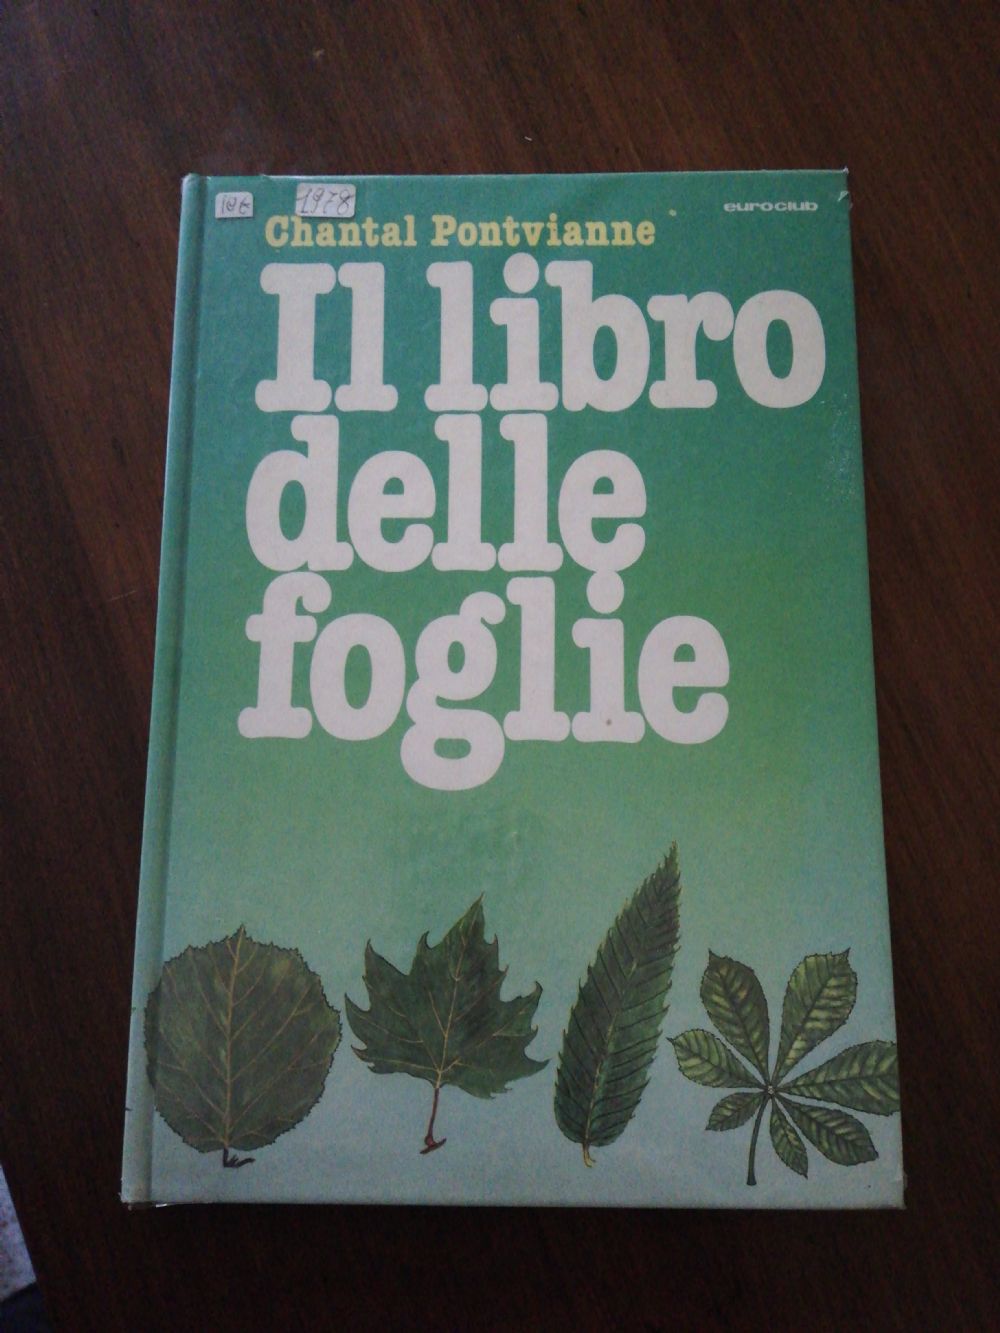 1978
euroclub
Chantal Pontvianne
Il libro
delle
foglie